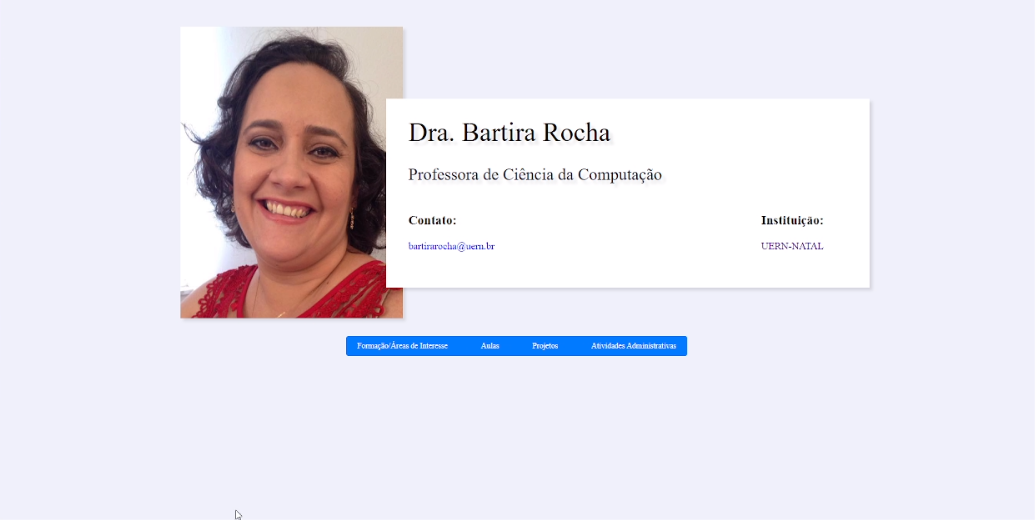 Dra. Bartira Rocha
Professora de Ciência da Computação
Contato:
Instituição:
bartirarocha@uern.br
UERN-NATAL
Formação/Áreas de Interesse
Aulas
Projetos
Atividades Administrativas